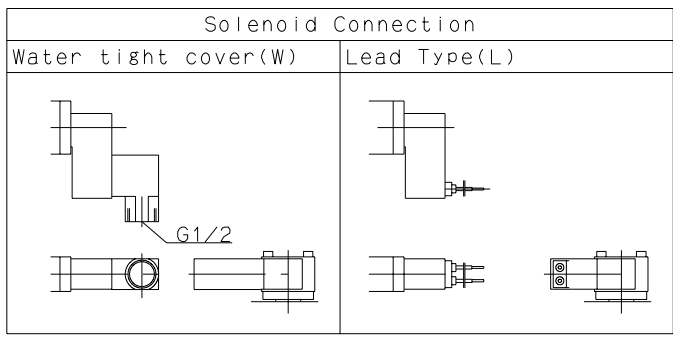 Solenoid Connection
Water tight cover(W)
Lead Type(L)
G1/2